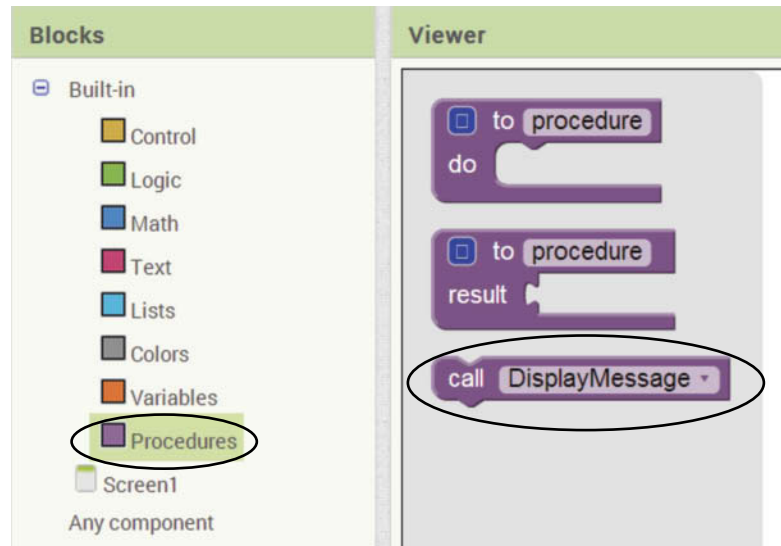 Blocks
Built-in
Control
Logic
Math
Text
Lists
Colors
Variables
Procedures
Screen1
Any component
Viewer
to procedure
do
to procedure
result
call DisplayMessage